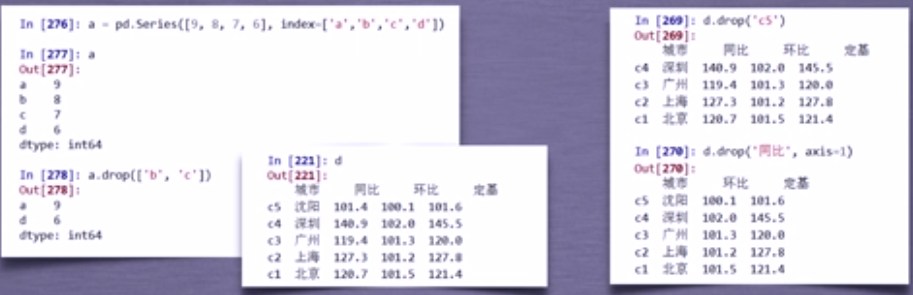 In [276]: a = pd.Series([9, 8, 7, 6], index=['a','b','c','d'])
In [277]: a
Out[277]:
a 9
b 8
c 7
d 6
dtype: int64
In [278]: a.drop(['b', 'c'])
Out[278]:
a 9
d 6
dtype: int64
In [221]: d
Out[221]:
城市 同比 环比 定基
c5 沈阳 101.4 100.1 101.6
c4 深圳 140.9 102.0 145.5
c3 广州 119.4 101.3 120.0
c2 上海 127.3 101.2 127.8
c1 北京 120.7 101.5 121.4
In [269]: d.drop('c5')
Out[269]:
城市 同比 环比 定基
c4 深圳 140.9 102.0 145.5
c3 广州 119.4 101.3 120.0
c2 上海 127.3 101.2 127.8
c1 北京 120.7 101.5 121.4
In [270]: d.drop('同比', axis=1)
Out[270]:
城市 环比 定基
c5 沈阳 100.1 101.6
c4 深圳 102.0 145.5
c3 广州 101.3 120.0
c2 上海 101.2 127.8
c1 北京 101.5 121.4